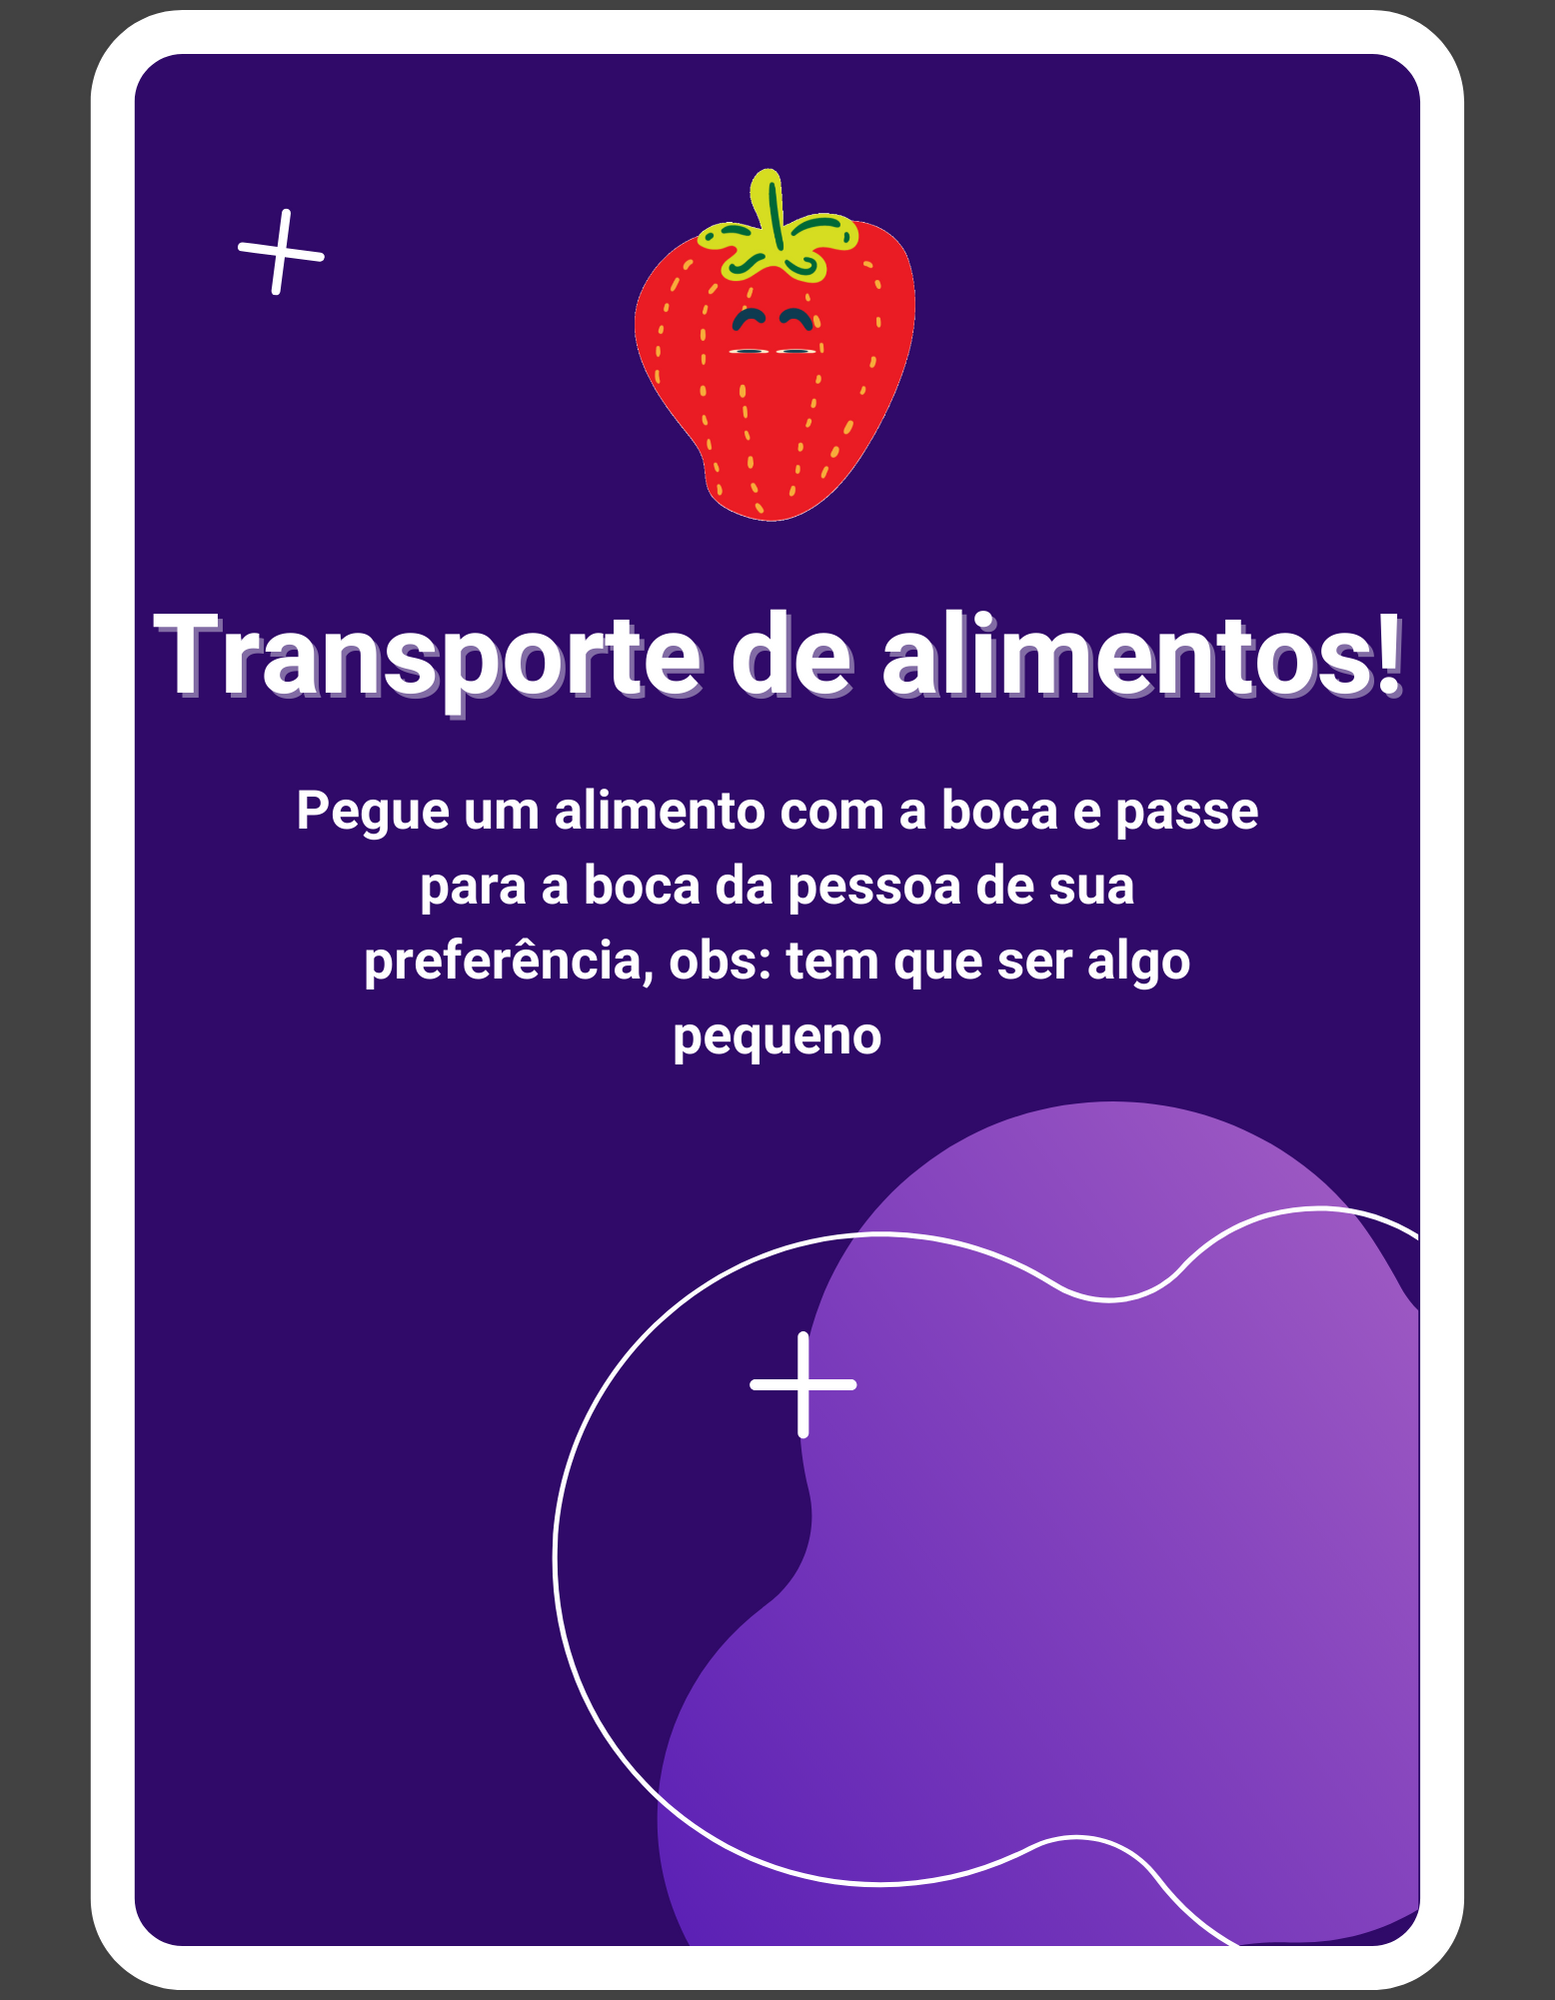 Transporte de alimentos!
Pegue um alimento com a boca e passe
para a boca da pessoa de sua
preferência, obs: tem que ser algo
pequeno